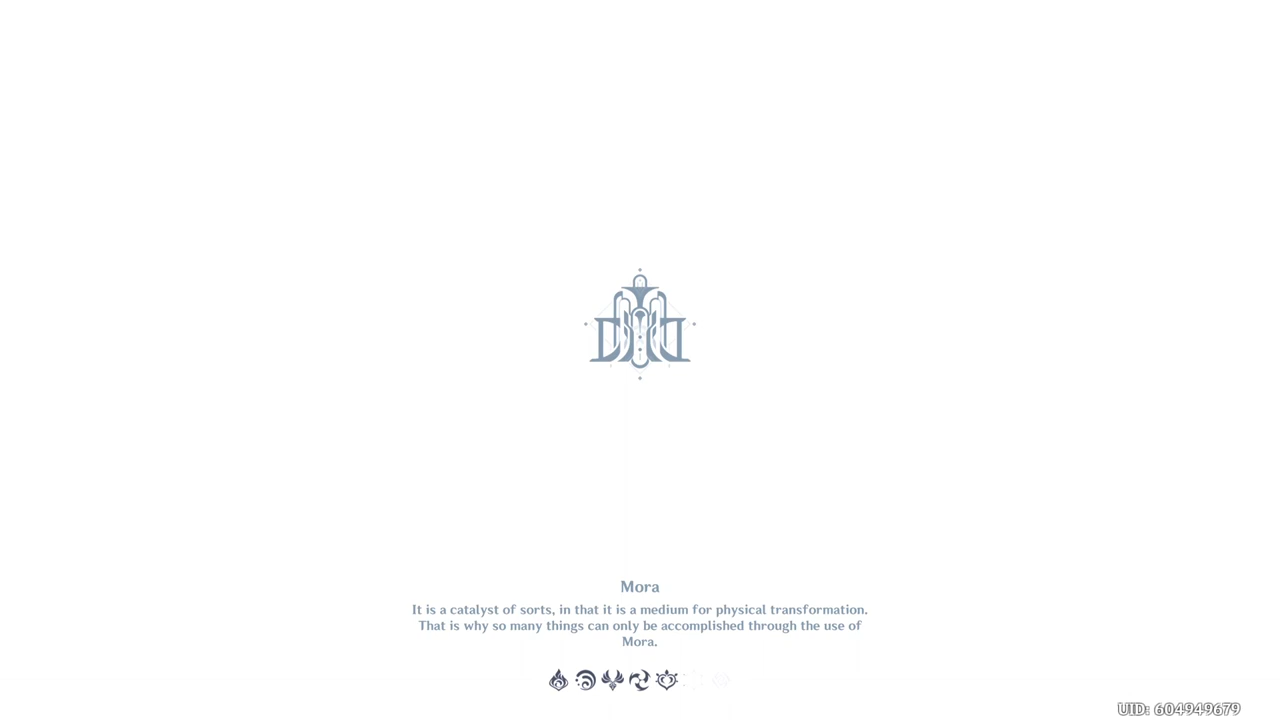 Mora
It is a catalyst of sorts, in that it is a medium for physical transformation.
That is why so many things can only be accomplished through the use of
Mora.
UID: 604949679